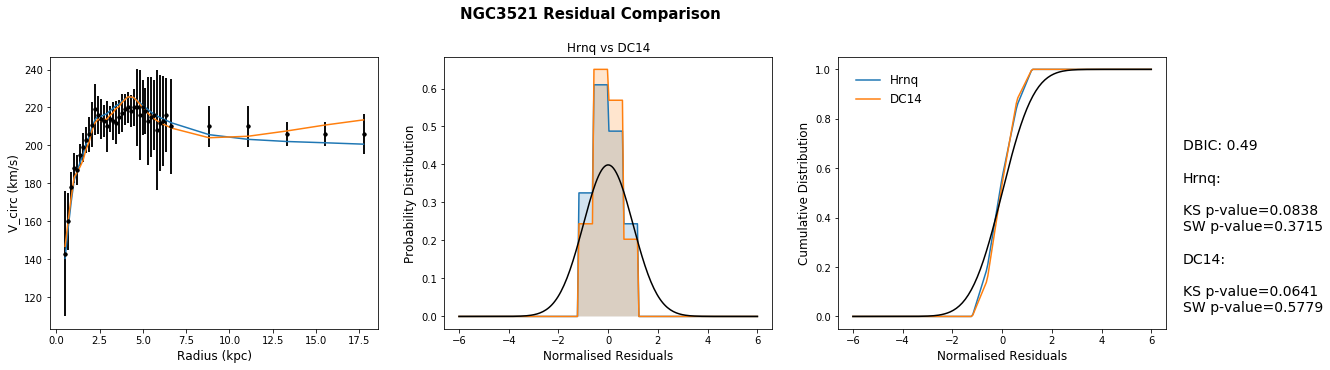 NGC3521 Residual Comparison
V_circ (km/s)
240
220
200
180
160
140
120
0.0 2.5 5.0 7.5 10.0 12.5 15.0 17.5
Radius (kpc)
Hrnq vs DC14
Probability Distribution
0.6
0.5
0.4
0.3
0.2
0.1
0.0
−6 −4 −2 0 2 4 6
Normalised Residuals
Cumulative Distribution
1.0
0.8
0.6
0.4
0.2
0.0
Hrnq
DC14
−6 −4 −2 0 2 4 6
Normalised Residuals
DBIC: 0.49
Hrnq:
KS p-value=0.0838
SW p-value=0.3715
DC14:
KS p-value=0.0641
SW p-value=0.5779